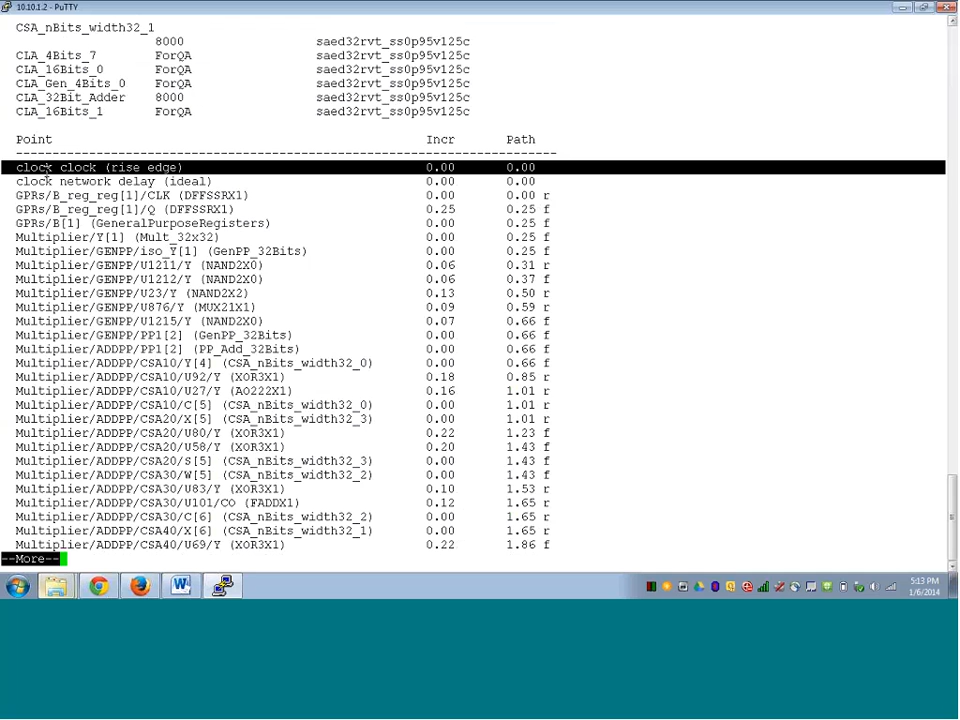 10.10.1.2 - PuTTY
CSA_nBits_width32_1
8000 saed32rvt_ss0p95v125c
CLA_4Bits_7 ForQA saed32rvt_ss0p95v125c
CLA_16Bits_0 ForQA saed32rvt_ss0p95v125c
CLA_Gen_4Bits_0 ForQA saed32rvt_ss0p95v125c
CLA_32Bit_Adder 8000 saed32rvt_ss0p95v125c
CLA_16Bits_1 ForQA saed32rvt_ss0p95v125c
Point Incr Path
---------------------------------------------------------------------------
clock clock (rise edge) 0.00 0.00
clock network delay (ideal) 0.00 0.00
GPRs/B_reg_reg[1]/CLK (DFFSSRX1) 0.00 0.00 r
GPRs/B_reg_reg[1]/Q (DFFSSRX1) 0.25 0.25 f
GPRs/B[1] (GeneralPurposeRegisters) 0.00 0.25 f
Multiplier/Y[1] (Mult_32x32) 0.00 0.25 f
Multiplier/GENPP/iso_Y[1] (GenPP_32Bits) 0.00 0.25 f
Multiplier/GENPP/U1211/Y (NAND2X0) 0.06 0.31 r
Multiplier/GENPP/U1212/Y (NAND2X0) 0.06 0.37 f
Multiplier/GENPP/U23/Y (NAND2X2) 0.13 0.50 r
Multiplier/GENPP/U876/Y (MUX21X1) 0.09 0.59 r
Multiplier/GENPP/U1215/Y (NAND2X0) 0.07 0.66 f
Multiplier/GENPP/PP1[2] (GenPP_32Bits) 0.00 0.66 f
Multiplier/ADDPP/PP1[2] (PP_Add_32Bits) 0.00 0.66 f
Multiplier/ADDPP/CSA10/Y[4] (CSA_nBits_width32_0) 0.00 0.66 f
Multiplier/ADDPP/CSA10/U92/Y (XOR3X1) 0.18 0.85 r
Multiplier/ADDPP/CSA10/U27/Y (AO222X1) 0.16 1.01 r
Multiplier/ADDPP/CSA10/C[5] (CSA_nBits_width32_0) 0.00 1.01 r
Multiplier/ADDPP/CSA20/X[5] (CSA_nBits_width32_3) 0.00 1.01 r
Multiplier/ADDPP/CSA20/U80/Y (XOR3X1) 0.22 1.23 f
Multiplier/ADDPP/CSA20/U58/Y (XOR3X1) 0.20 1.43 f
Multiplier/ADDPP/CSA20/S[5] (CSA_nBits_width32_3) 0.00 1.43 f
Multiplier/ADDPP/CSA30/W[5] (CSA_nBits_width32_2) 0.00 1.43 f
Multiplier/ADDPP/CSA30/U83/Y (XOR3X1) 0.10 1.53 r
Multiplier/ADDPP/CSA30/U101/CO (FADDX1) 0.12 1.65 r
Multiplier/ADDPP/CSA30/C[6] (CSA_nBits_width32_2) 0.00 1.65 r
Multiplier/ADDPP/CSA40/X[6] (CSA_nBits_width32_1) 0.00 1.65 r
Multiplier/ADDPP/CSA40/U69/Y (XOR3X1) 0.22 1.86 f
--More--
5:13 PM
1/6/2014